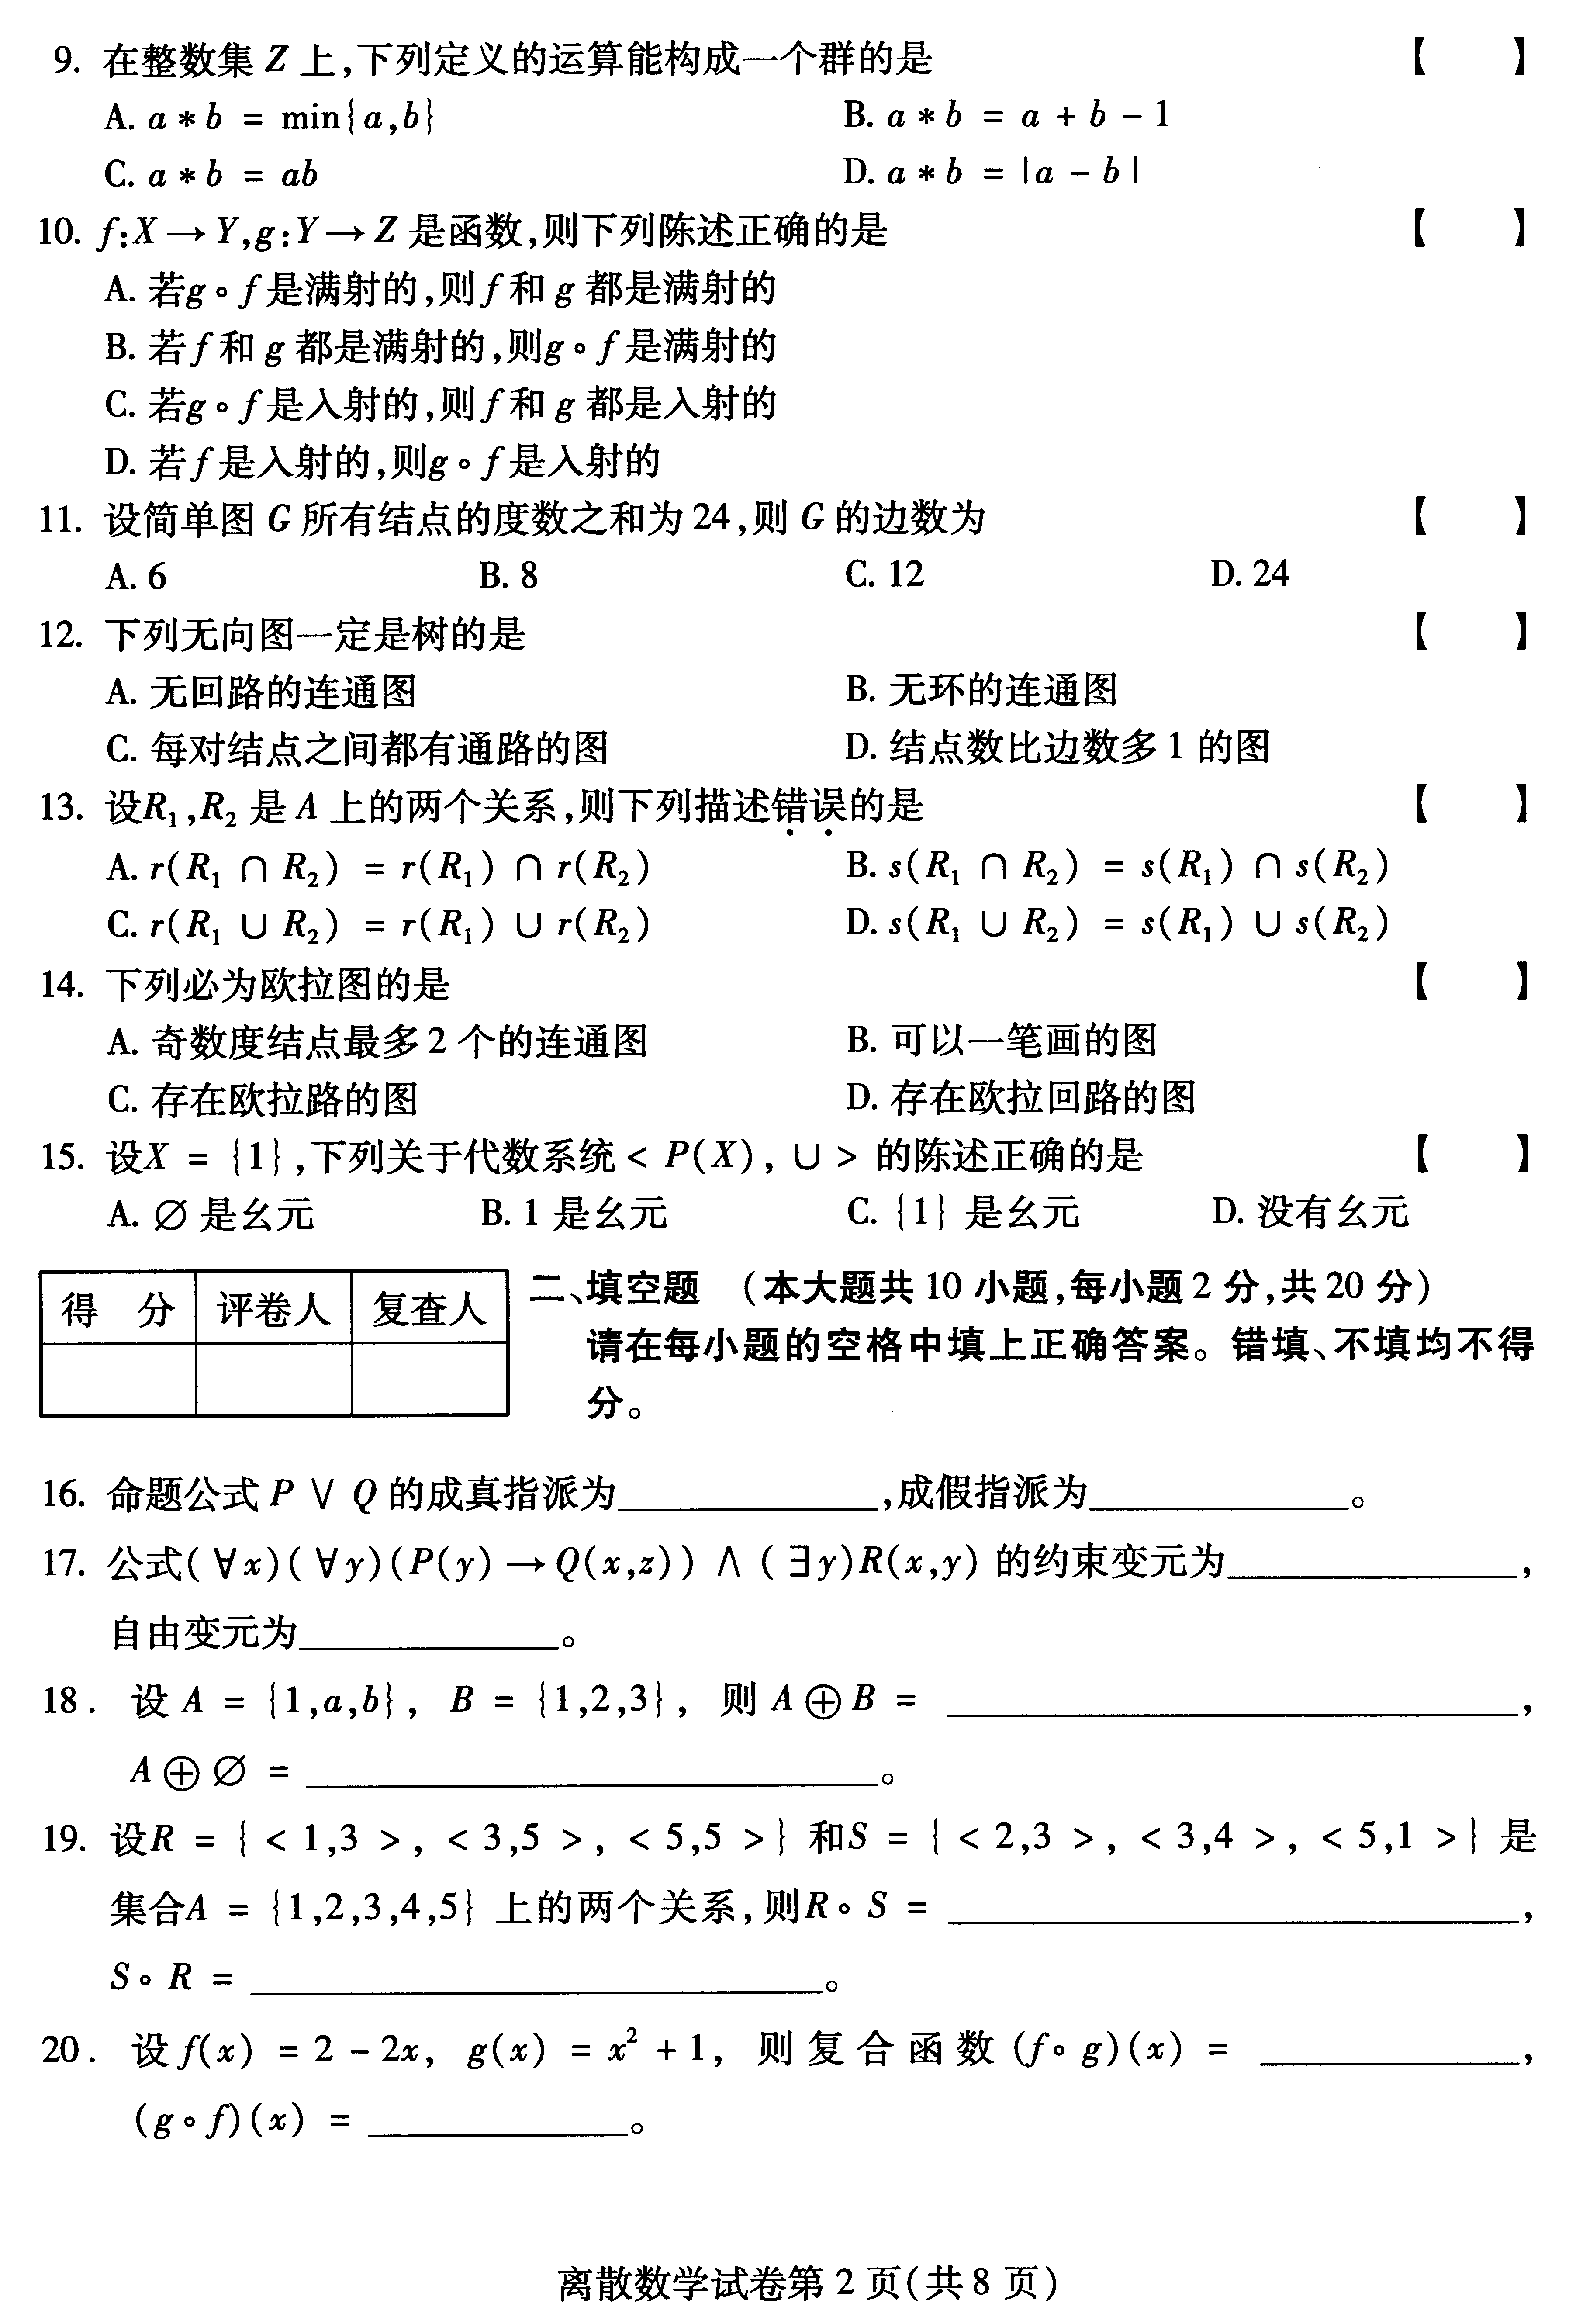 9. 在整数集 Z 上,下列定义的运算能构成一个群的是 【 】
A. a * b = min{a,b} B. a * b = a + b - 1
C. a * b = ab D. a * b = |a - b|
10. f:X→Y,g:Y→Z 是函数,则下列陈述正确的是 【 】
A. 若g∘f 是满射的,则f 和 g 都是满射的
B. 若f 和 g 都是满射的,则g∘f 是满射的
C. 若g∘f 是入射的,则f 和 g 都是入射的
D. 若f 是入射的,则g∘f 是入射的
11. 设简单图 G 所有结点的度数之和为 24,则 G 的边数为 【 】
A. 6 B. 8 C. 12 D. 24
12. 下列无向图一定是树的是 【 】
A. 无回路的连通图 B. 无环的连通图
C. 每对结点之间都有通路的图 D. 结点数比边数多 1 的图
13. 设R₁,R₂ 是 A 上的两个关系,则下列描述错误的是 【 】
A. r(R₁ ∩ R₂) = r(R₁) ∩ r(R₂) B. s(R₁ ∩ R₂) = s(R₁) ∩ s(R₂)
C. r(R₁ ∪ R₂) = r(R₁) ∪ r(R₂) D. s(R₁ ∪ R₂) = s(R₁) ∪ s(R₂)
14. 下列必为欧拉图的是 【 】
A. 奇数度结点最多 2 个的连通图 B. 可以一笔画的图
C. 存在欧拉路的图 D. 存在欧拉回路的图
15. 设X = {1},下列关于代数系统 < P(X), ∪ > 的陈述正确的是 【 】
A. ∅ 是幺元 B. 1 是幺元 C. {1} 是幺元 D. 没有幺元
得 分 评卷人 复查人
二、填空题 (本大题共 10 小题,每小题 2 分,共 20 分)
请在每小题的空格中填上正确答案。错填、不填均不得
分。
16. 命题公式 P ∨ Q 的成真指派为____________,成假指派为____________。
17. 公式(∀x)(∀y)(P(y)→Q(x,z)) ∧ (∃y)R(x,y) 的约束变元为____________,
自由变元为____________。
18. 设 A = {1,a,b}, B = {1,2,3}, 则 A⊕B = ____________,
A⊕∅ = ____________。
19. 设R = {< 1,3 >, < 3,5 >, < 5,5 >} 和S = {< 2,3 >, < 3,4 >, < 5,1 >} 是
集合A = {1,2,3,4,5} 上的两个关系,则R∘S = ____________,
S∘R = ____________。
20. 设 f(x) = 2 - 2x, g(x) = x² + 1, 则复合函数 (f∘g)(x) = ____________,
(g∘f)(x) = ____________。
离散数学试卷第 2 页(共 8 页)